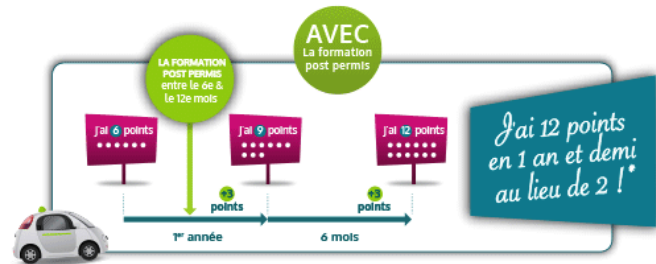 AVEC
La formation
post permis
LA FORMATION
POST PERMIS
entre le 6e &
le 12e mois
J'ai 6 points
J'ai 9 points
J'ai 12 points
+3
points
+3
points
1er année
6 mois
J'ai 12 points
en 1 an et demi
au lieu de 2 !*